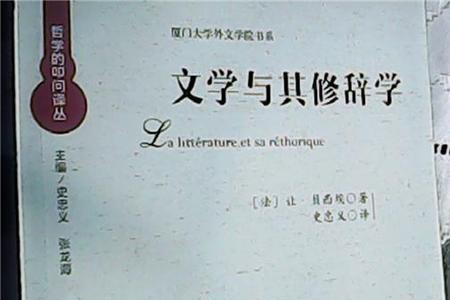 厦门大学外文学院书系
文学与其修辞学
La littérature et sa réthorique
[法] 让·贝西埃◎著
史忠义◎译
哲学的叩问译丛
主编/史忠义 张龙海